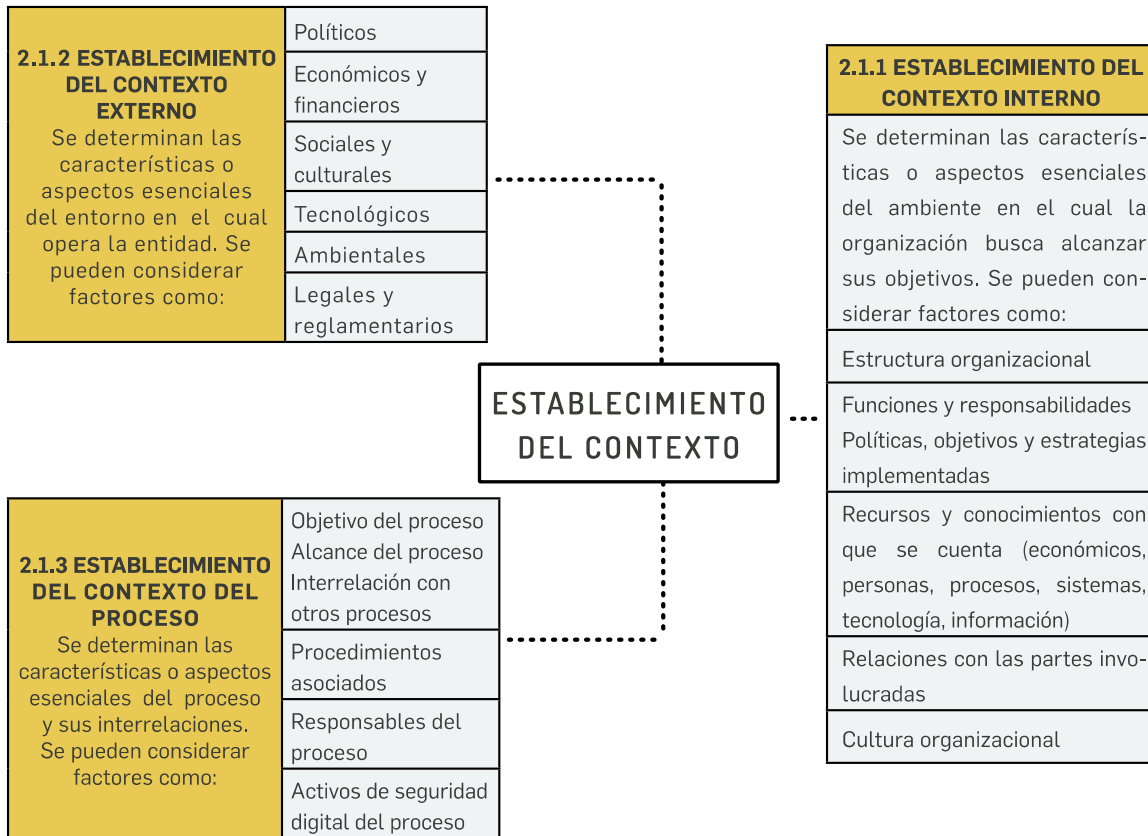 2.1.2 ESTABLECIMIENTO
DEL CONTEXTO
EXTERNO
Se determinan las
características o
aspectos esenciales
del entorno en el cual
opera la entidad. Se
pueden considerar
factores como:
Políticos
Económicos y
financieros
Sociales y
culturales
Tecnológicos
Ambientales
Legales y
reglamentarios
ESTABLECIMIENTO
DEL CONTEXTO
2.1.1 ESTABLECIMIENTO DEL
CONTEXTO INTERNO
Se determinan las caracterís-
ticas o aspectos esenciales
del ambiente en el cual la
organización busca alcanzar
sus objetivos. Se pueden con-
siderar factores como:
Estructura organizacional
Funciones y responsabilidades
Políticas, objetivos y estrategias
implementadas
Recursos y conocimientos con
que se cuenta (económicos,
personas, procesos, sistemas,
tecnología, información)
Relaciones con las partes invo-
lucradas
Cultura organizacional
2.1.3 ESTABLECIMIENTO
DEL CONTEXTO DEL
PROCESO
Se determinan las
características o aspectos
esenciales del proceso
y sus interrelaciones.
Se pueden considerar
factores como:
Objetivo del proceso
Alcance del proceso
Interrelación con
otros procesos
Procedimientos
asociados
Responsables del
proceso
Activos de seguridad
digital del proceso